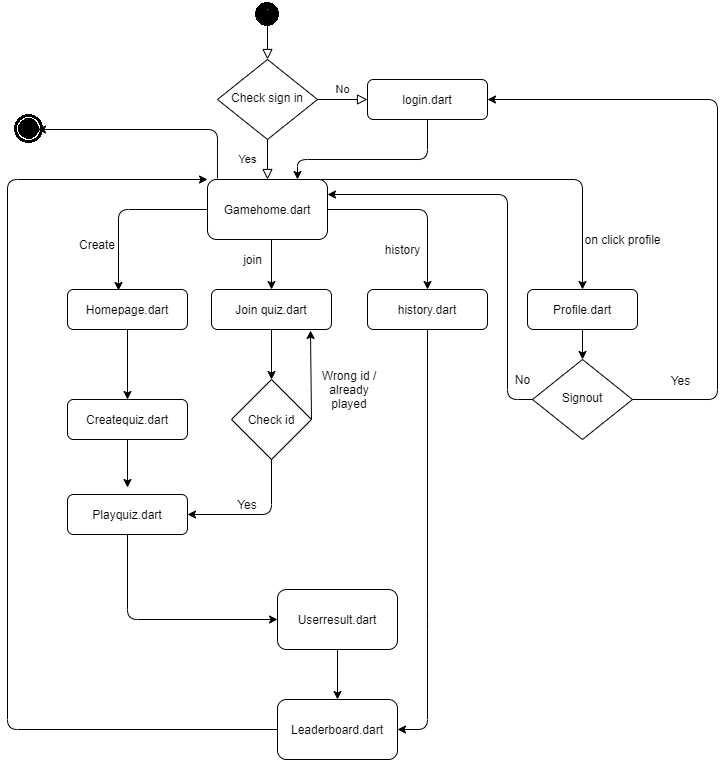 Check sign in
No
login.dart
Yes
Gamehome.dart
Create
join
history
on click profile
Homepage.dart
Join quiz.dart
history.dart
Profile.dart
Wrong id /
already
played
No
Yes
Signout
Createquiz.dart
Check id
Yes
Playquiz.dart
Userresult.dart
Leaderboard.dart